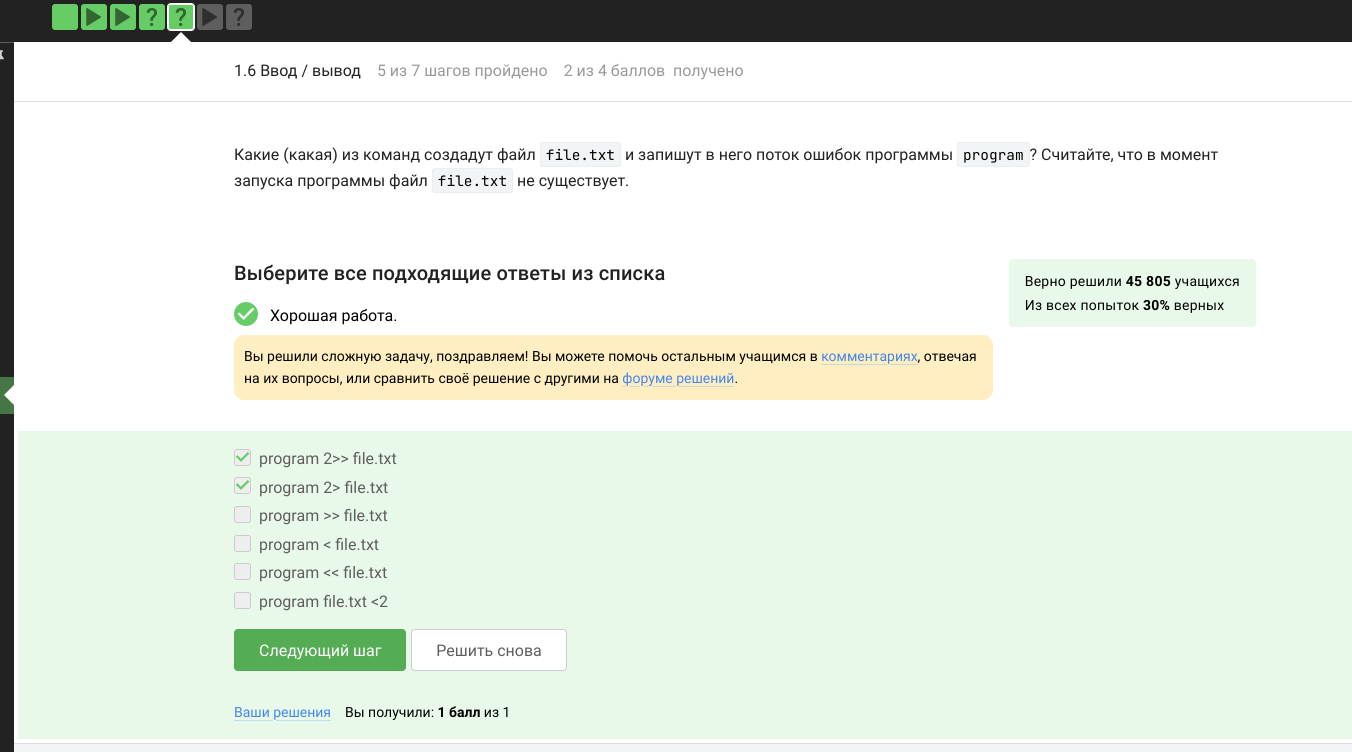 ? ? ?
1.6 Ввод / вывод 5 из 7 шагов пройдено 2 из 4 баллов получено
Какие (какая) из команд создадут файл file.txt и запишут в него поток ошибок программы program? Считайте, что в момент
запуска программы файл file.txt не существует.
Выберите все подходящие ответы из списка
Хорошая работа.
Вы решили сложную задачу, поздравляем! Вы можете помочь остальным учащимся в комментариях, отвечая
на их вопросы, или сравнить своё решение с другими на форуме решений.
Верно решили 45 805 учащихся
Из всех попыток 30% верных
program 2>> file.txt
program 2> file.txt
program >> file.txt
program < file.txt
program << file.txt
program file.txt <2
Следующий шаг Решить снова
Ваши решения Вы получили: 1 балл из 1